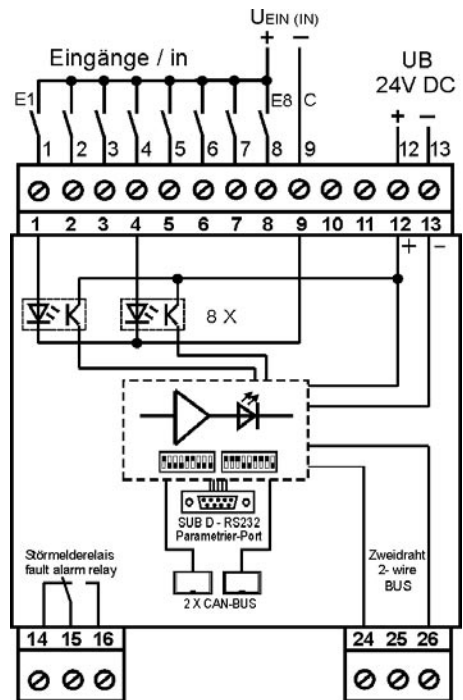 UEIN (IN)
+ −
Eingänge / in
UB
24V DC
E1
E8
C
+ −
1 2 3 4 5 6 7 8 9 12 13
1 2 3 4 5 6 7 8 9 10 11 12 13
+ −
8 X
SUB D - RS232
Parametrier-Port
Störmelderelais
fault alarm relay
2 X CAN-BUS
Zweidraht
2- wire
BUS
14 15 16
24 25 26